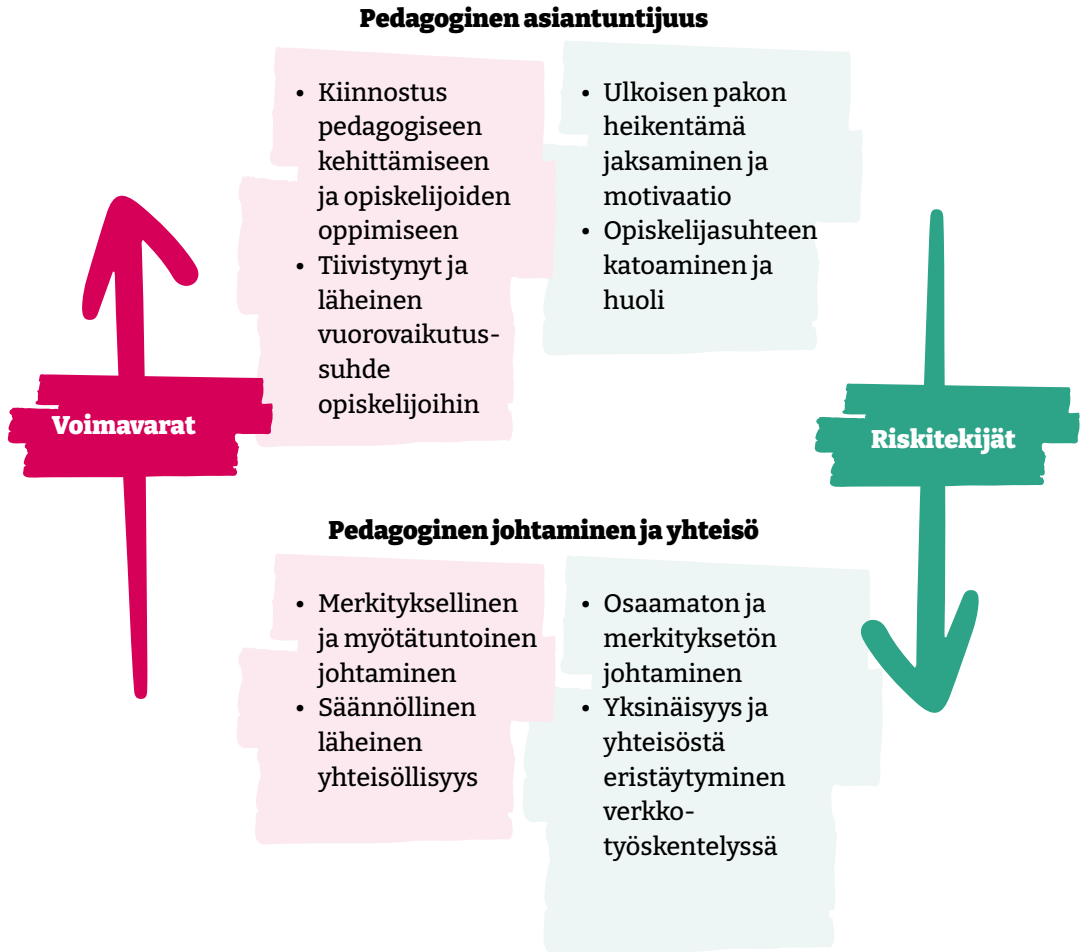 Pedagoginen asiantuntijuus
• Kiinnostus
pedagogiseen
kehittämiseen
ja opiskelijoiden
oppimiseen
• Tiivistynyt ja
läheinen
vuorovaikutus-
suhde
opiskelijoihin
• Ulkoisen pakon
heikentämä
jaksaminen ja
motivaatio
• Opiskelijasuhteen
katoaminen ja
huoli
Voimavarat
Riskitekijät
Pedagoginen johtaminen ja yhteisö
• Merkityksellinen
ja myötätuntoinen
johtaminen
• Säännöllinen
läheinen
yhteisöllisyys
• Osaamaton ja
merkityksetön
johtaminen
• Yksinäisyys ja
yhteisöstä
eristäytyminen
verkko-
työskentelyssä